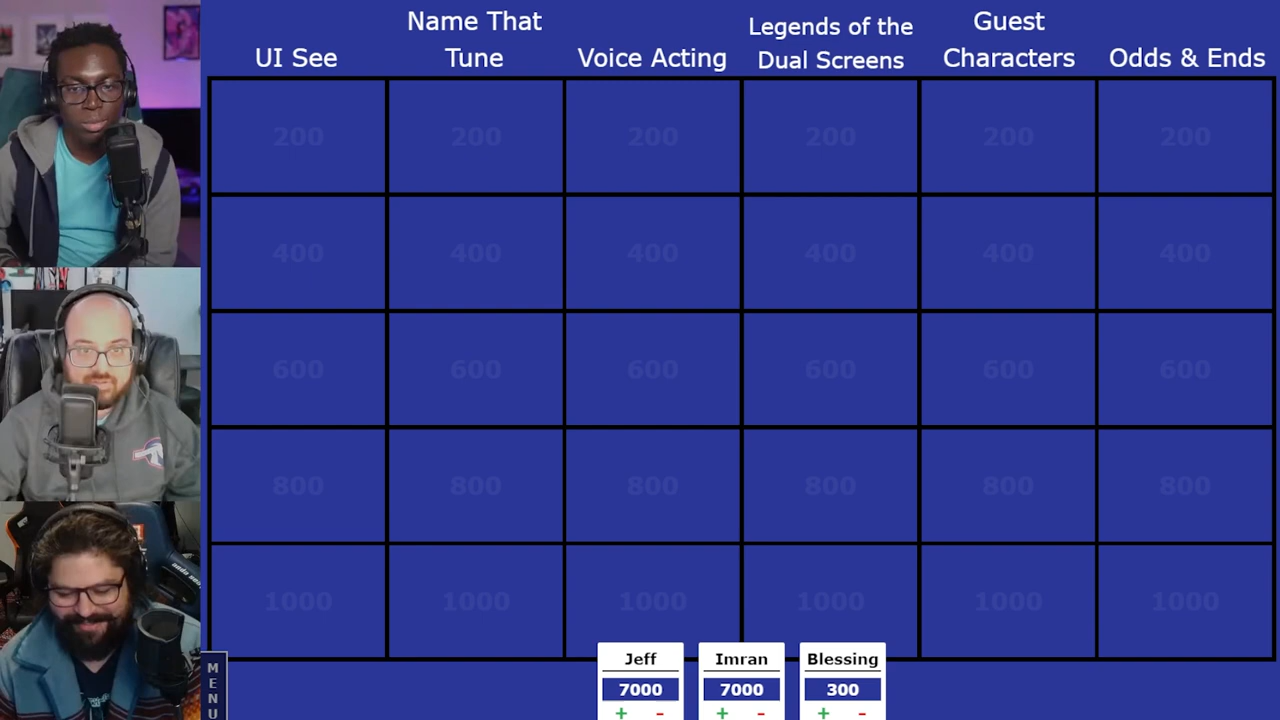 UI See
Name That
Tune
Voice Acting
Legends of the
Dual Screens
Guest
Characters
Odds & Ends
200 200 200 200 200 200
400 400 400 400 400 400
600 600 600 600 600 600
800 800 800 800 800 800
1000 1000 1000 1000 1000 1000
MENU
Jeff
7000
+ -
Imran
7000
+ -
Blessing
300
+ -